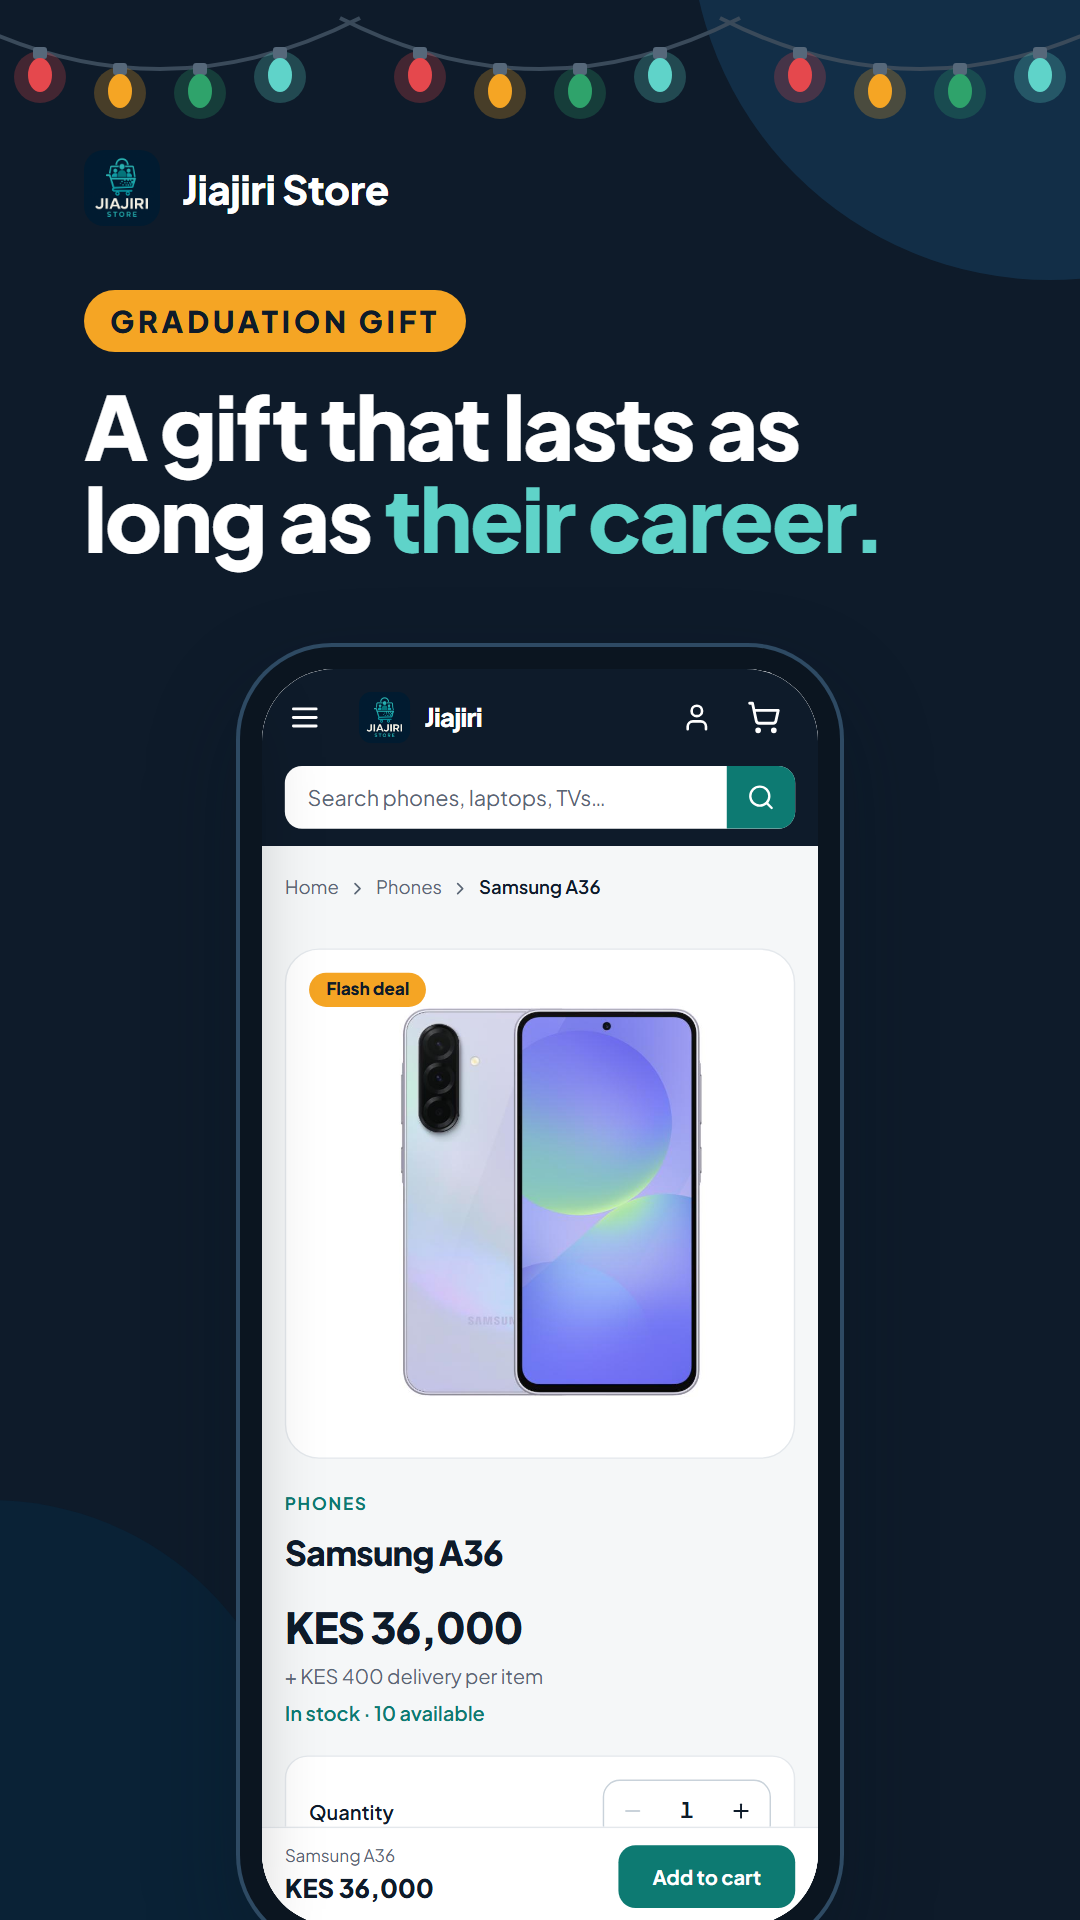 JIAJIRI
STORE
Jiajiri Store
GRADUATION GIFT
A gift that lasts as
long as their career.
JIAJIRI
STORE
Jiajiri
Search phones, laptops, TVs...
Home > Phones > Samsung A36
Flash deal
SAMSUN
PHONES
Samsung A36
KES 36,000
+ KES 400 delivery per item
In stock · 10 available
Quantity
− 1 +
Samsung A36
KES 36,000
Add to cart